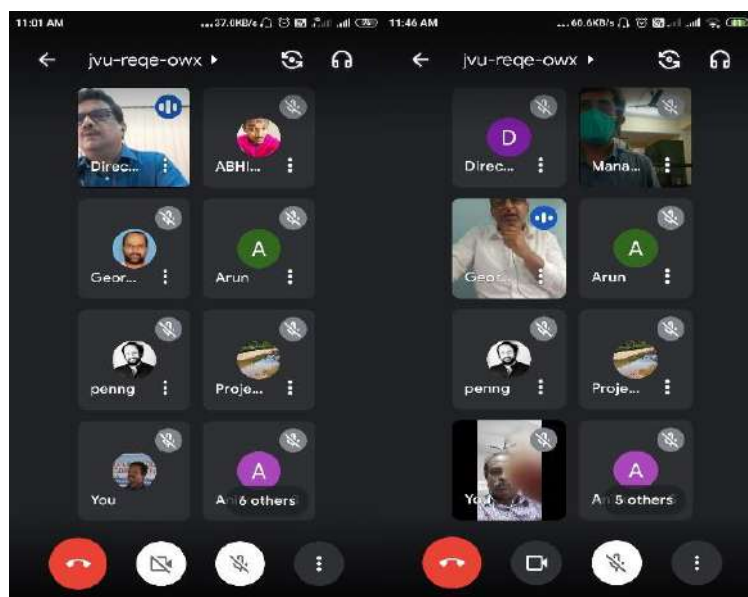 11:01 AM ...37.0KB/s
jvu-reqe-owx
Direc...
ABHI...
Geor...
A
Arun
penng
Proje...
You
A
6 others
11:46 AM ...60.6KB/s
jvu-reqe-owx
D
Direc...
Mana...
Geor...
A
Arun
penng
Proje...
You
A
5 others